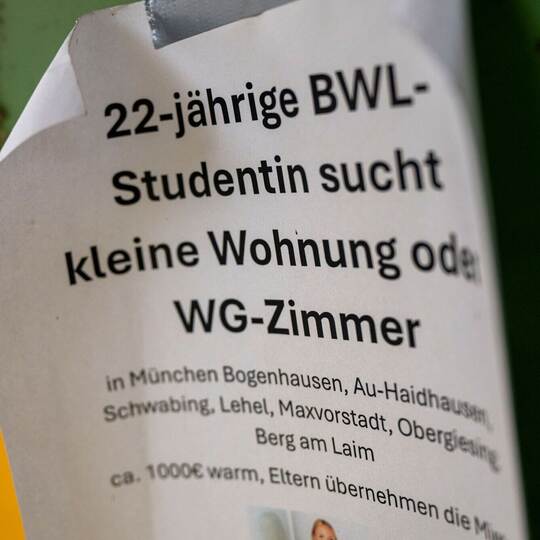 22-jährige BWL-
Studentin sucht
kleine Wohnung oder
WG-Zimmer
in München Bogenhausen, Au-Haidhausen,
Schwabing, Lehel, Maxvorstadt, Obergiesing,
Berg am Laim
ca. 1000€ warm, Eltern übernehmen die